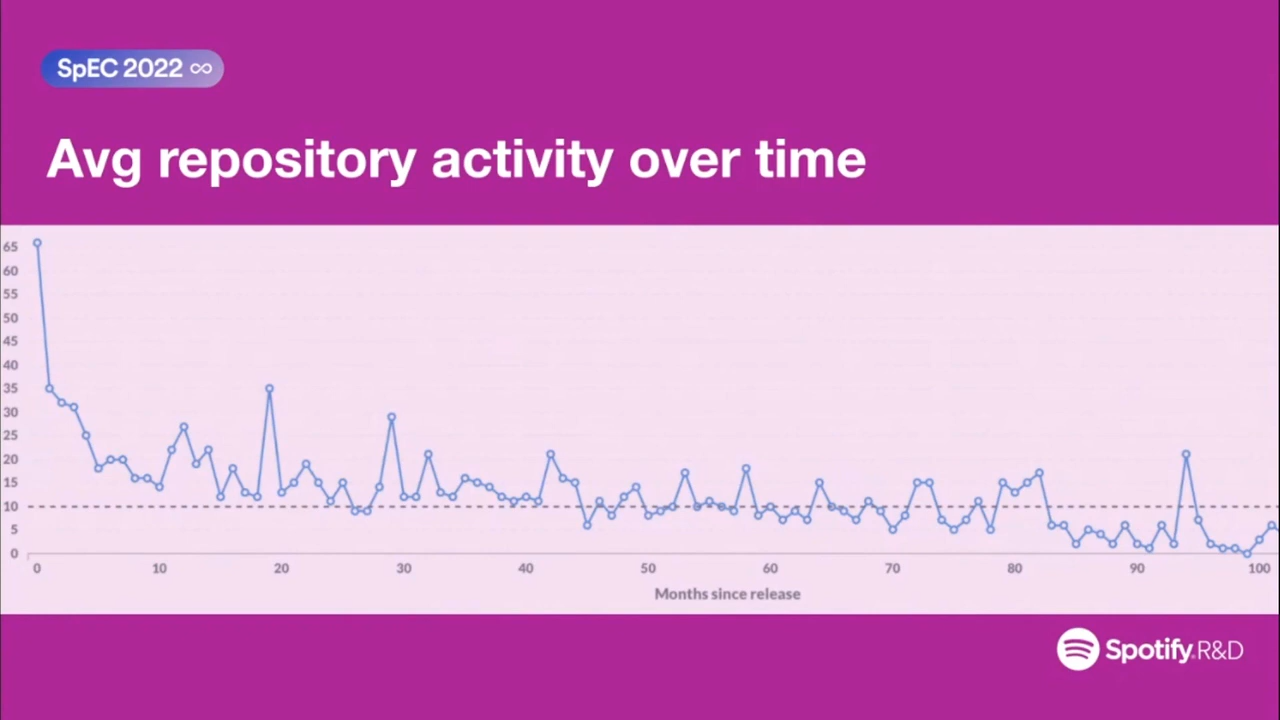 SpEC 2022 ∞
Avg repository activity over time
65
60
55
50
45
40
35
30
25
20
15
10
5
0
0 10 20 30 40 50 60 70 80 90 100
Months since release
Spotify R&D